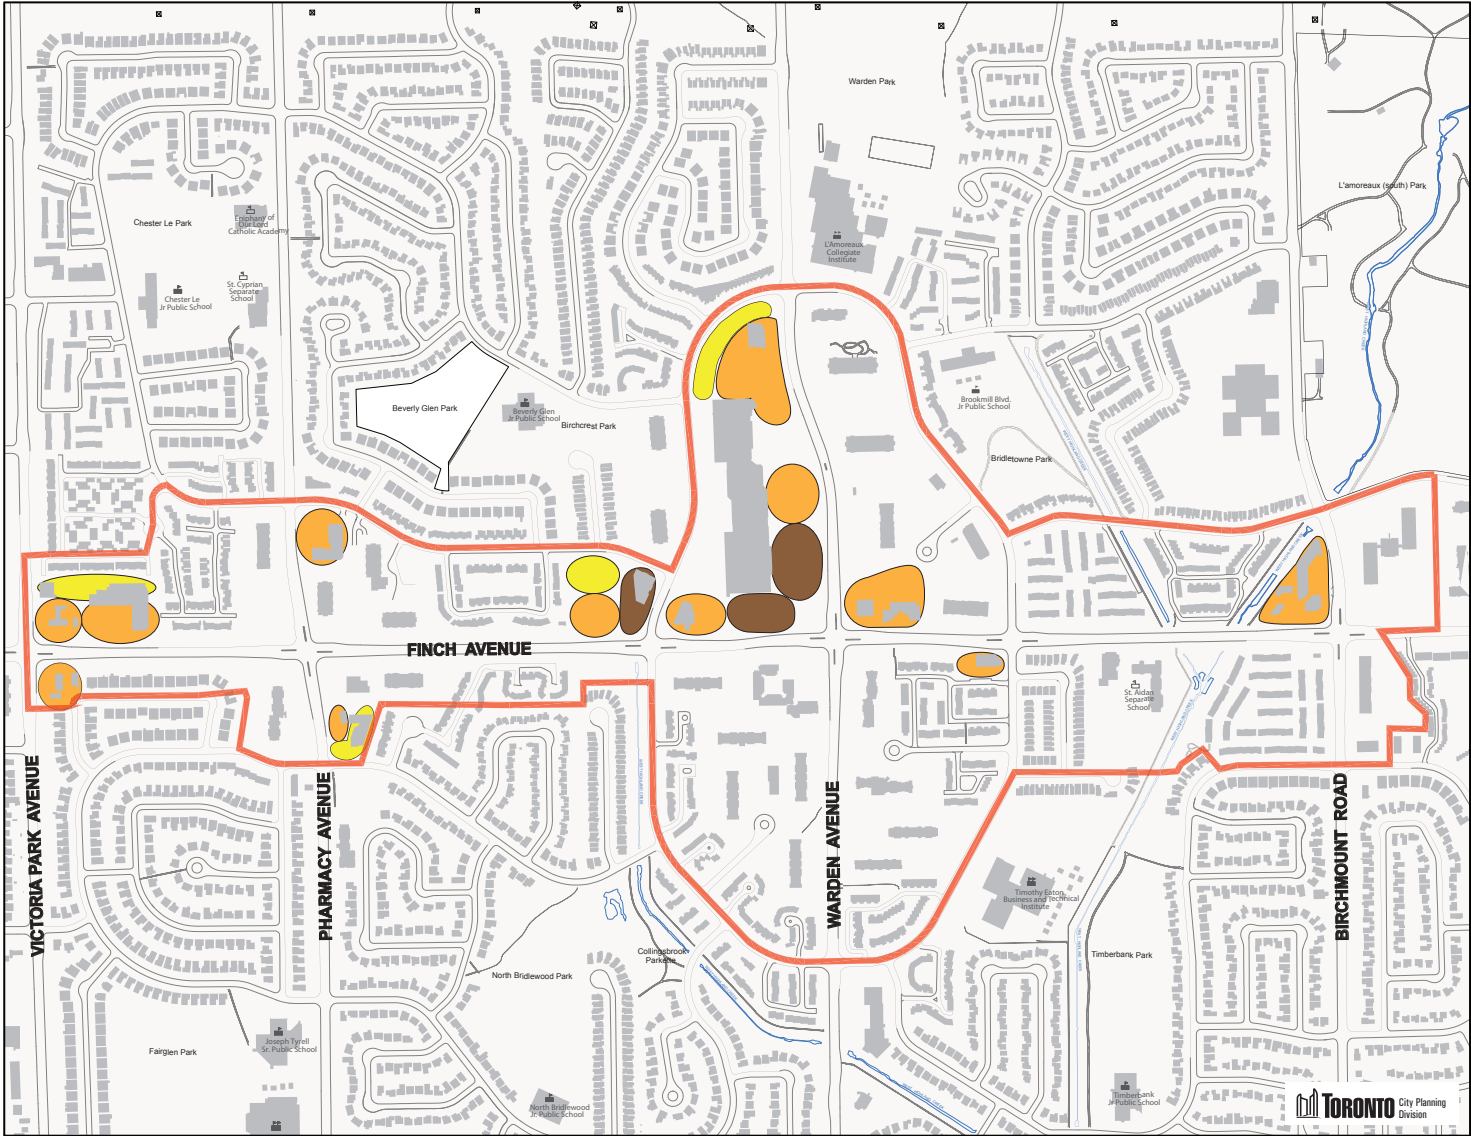 Warden Park
L'amoreaux (south) Park
Chester Le Park
Epiphany of
Our Lord
Catholic Academy
L'Amoreaux
Collegiate
Institute
St. Cyprian
Separate
School
Chester Le
Jr Public School
Beverly Glen Park
Beverly Glen
Jr Public School
Birchcrest Park
Brookmill Blvd.
Jr Public School
Bridletowne Park
FINCH AVENUE
St. Aidan
Separate
School
VICTORIA PARK AVENUE
PHARMACY AVENUE
WARDEN AVENUE
BIRCHMOUNT ROAD
Timothy Eaton
Business and Technical
Institute
Collingsbrook
Parkette
North Bridlewood Park
Timberbank Park
Fairglen Park
Joseph Tyrell
Sr. Public School
North Bridlewood
Jr. Public School
Timberbank
Jr Public School
TORONTO City Planning
Division